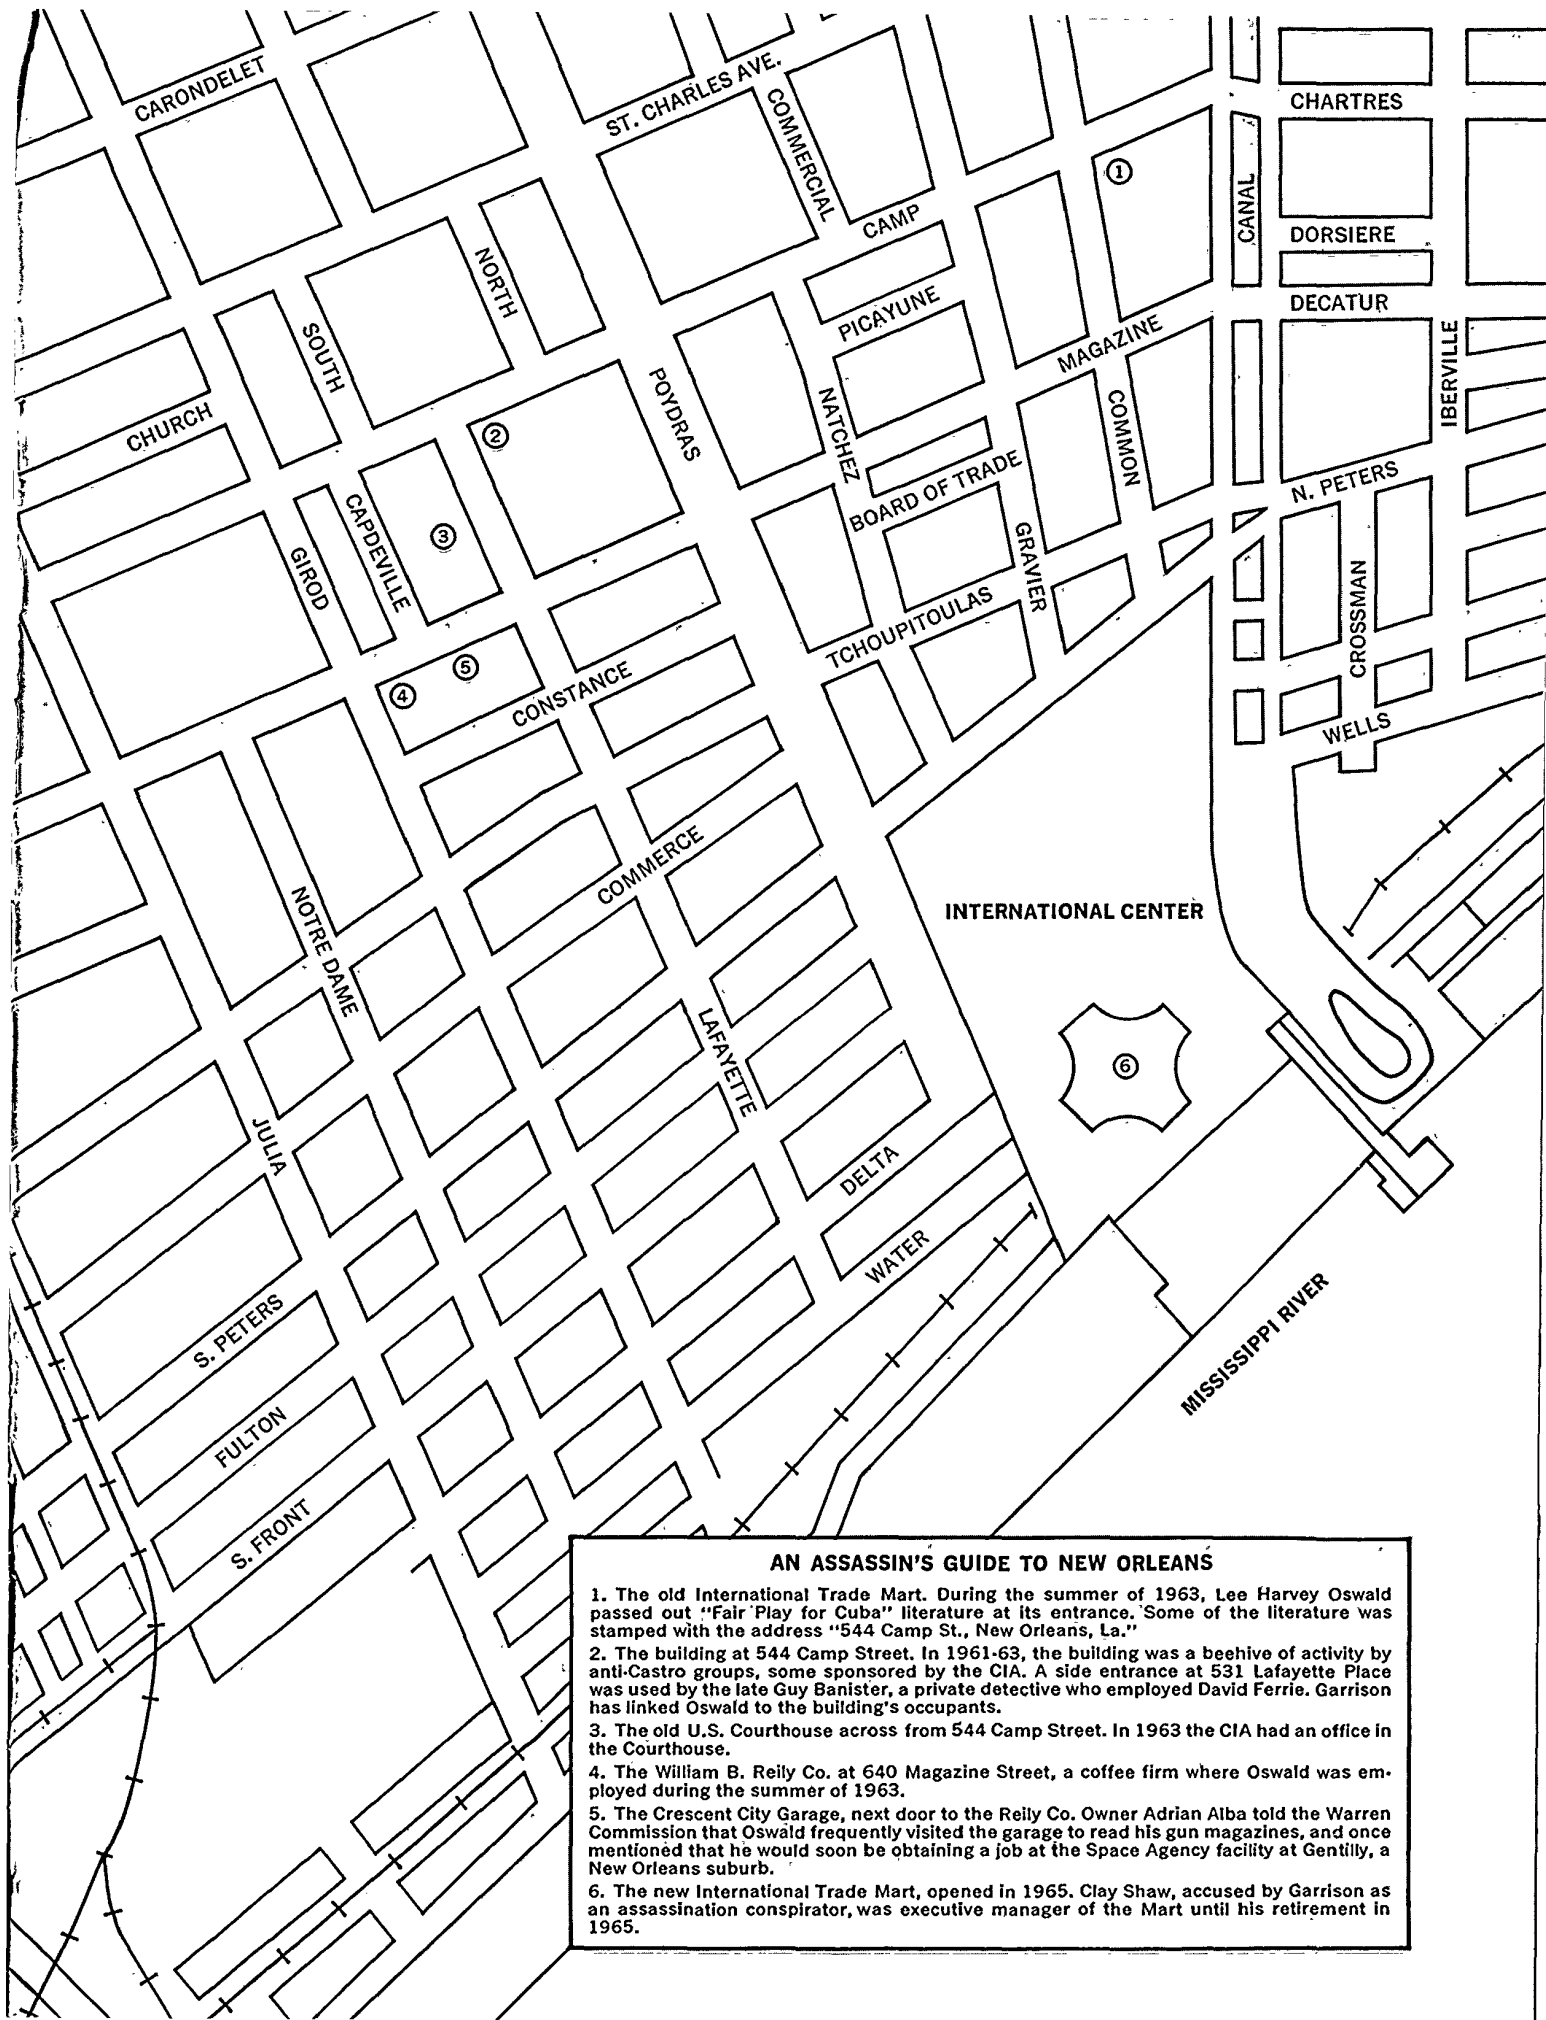 CARONDELET
ST. CHARLES AVE.
COMMERCIAL
CHARTRES
1
CANAL
DORSIERE
CAMP
NORTH
PICAYUNE
DECATUR
SOUTH
MAGAZINE
IBERVILLE
POYDRAS
NATCHEZ
COMMON
CHURCH
2
BOARD OF TRADE
N. PETERS
CAPDEVILLE
3
GIROD
GRAVIER
CROSSMAN
TCHOUPITOULAS
5
4
CONSTANCE
WELLS
COMMERCE
NOTRE DAME
INTERNATIONAL CENTER
LAFAYETTE
6
JULIA
DELTA
WATER
S. PETERS
MISSISSIPPI RIVER
FULTON
S. FRONT
AN ASSASSIN'S GUIDE TO NEW ORLEANS
1. The old International Trade Mart. During the summer of 1963, Lee Harvey Oswald
passed out "Fair Play for Cuba" literature at its entrance. Some of the literature was
stamped with the address "544 Camp St., New Orleans, La."
2. The building at 544 Camp Street. In 1961-63, the building was a beehive of activity by
anti-Castro groups, some sponsored by the CIA. A side entrance at 531 Lafayette Place
was used by the late Guy Banister, a private detective who employed David Ferrie. Garrison
has linked Oswald to the building's occupants.
3. The old U.S. Courthouse across from 544 Camp Street. In 1963 the CIA had an office in
the Courthouse.
4. The William B. Reily Co. at 640 Magazine Street, a coffee firm where Oswald was em-
ployed during the summer of 1963.
5. The Crescent City Garage, next door to the Reily Co. Owner Adrian Alba told the Warren
Commission that Oswald frequently visited the garage to read his gun magazines, and once
mentioned that he would soon be obtaining a job at the Space Agency facility at Gentilly, a
New Orleans suburb.
6. The new International Trade Mart, opened in 1965. Clay Shaw, accused by Garrison as
an assassination conspirator, was executive manager of the Mart until his retirement in
1965.